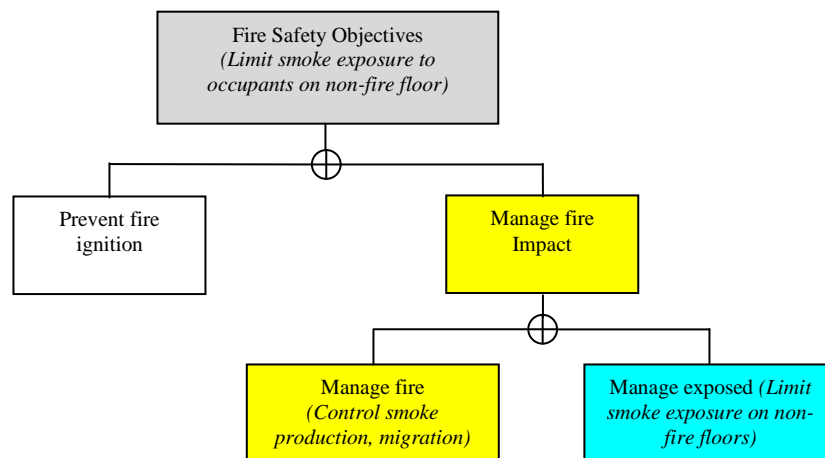 Fire Safety Objectives
(Limit smoke exposure to
occupants on non-fire floor)
Prevent fire
ignition
Manage fire
Impact
Manage fire
(Control smoke
production, migration)
Manage exposed (Limit
smoke exposure on non-
fire floors)